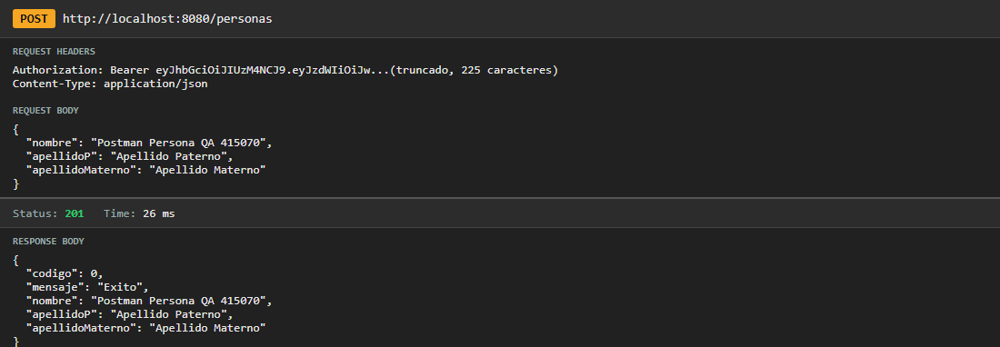 POST http://localhost:8080/personas
REQUEST HEADERS
Authorization: Bearer eyJhbGciOiJIUzM4NCJ9.eyJzdWIiOiJw...(truncado, 225 caracteres)
Content-Type: application/json
REQUEST BODY
{
  "nombre": "Postman Persona QA 415070",
  "apellidoP": "Apellido Paterno",
  "apellidoMaterno": "Apellido Materno"
}
Status: 201 Time: 26 ms
RESPONSE BODY
{
  "codigo": 0,
  "mensaje": "Exito",
  "nombre": "Postman Persona QA 415070",
  "apellidoP": "Apellido Paterno",
  "apellidoMaterno": "Apellido Materno"
}